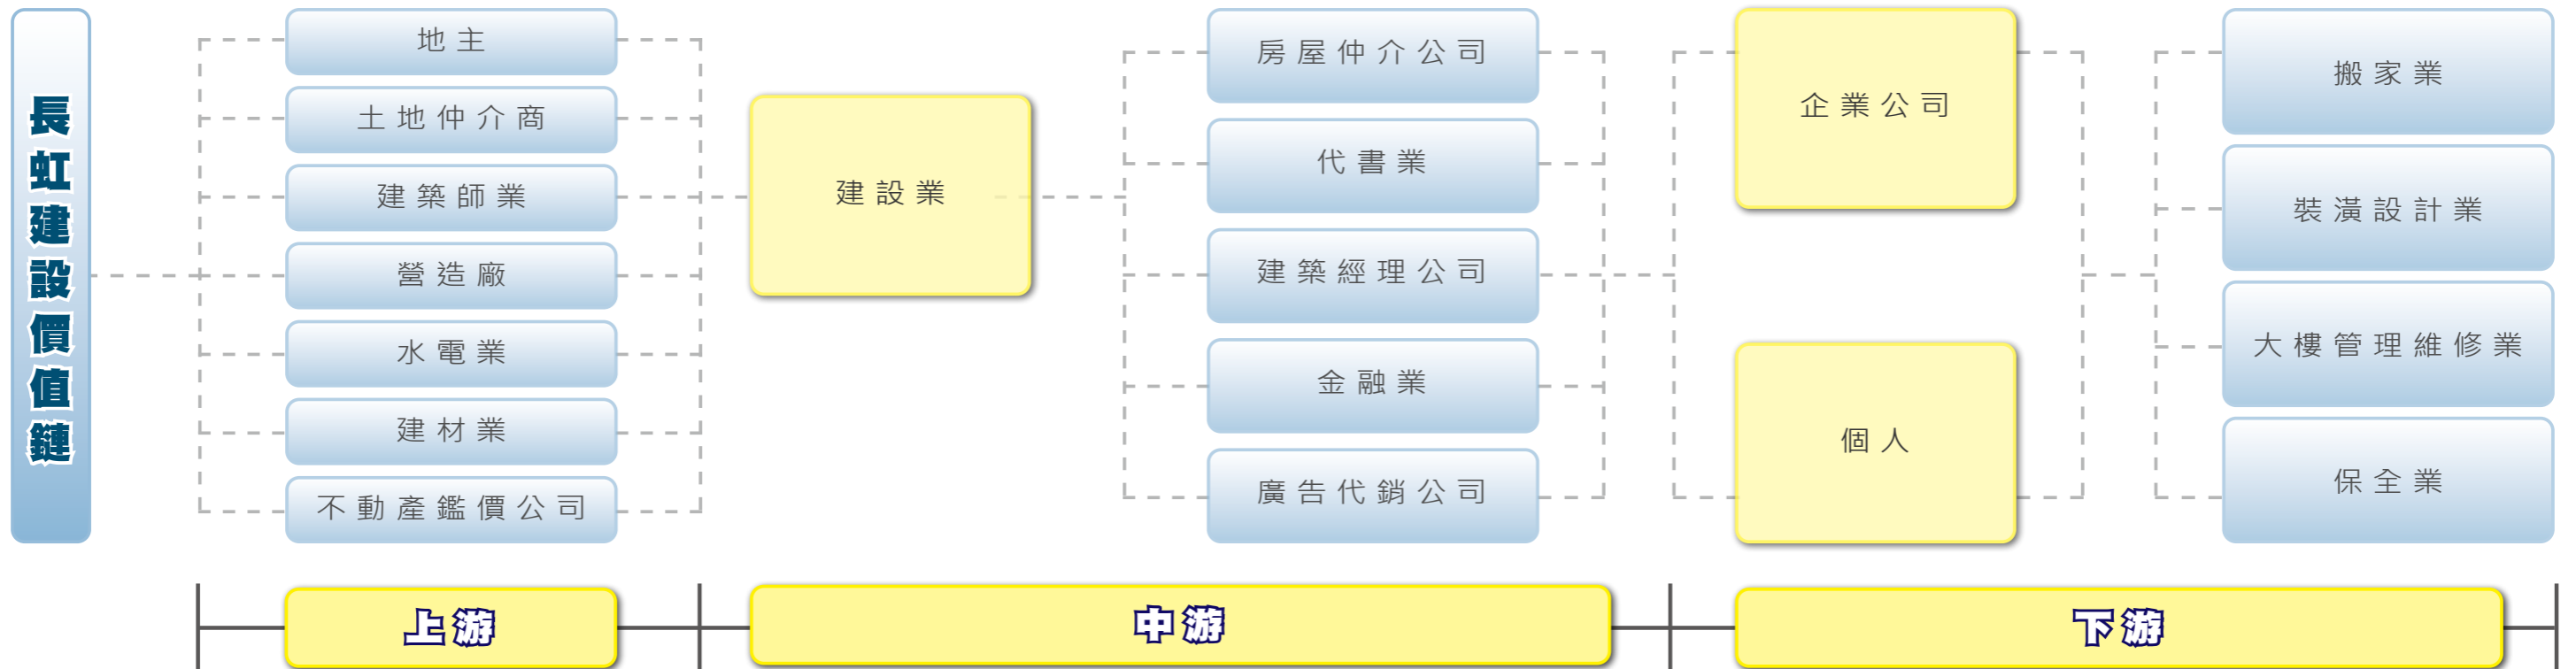 長虹建設價值鏈
地主
土地仲介商
建築師業
營造廠
水電業
建材業
不動產鑑價公司
建設業
房屋仲介公司
代書業
建築經理公司
金融業
廣告代銷公司
企業公司
個人
搬家業
裝潢設計業
大樓管理維修業
保全業
上游
中游
下游